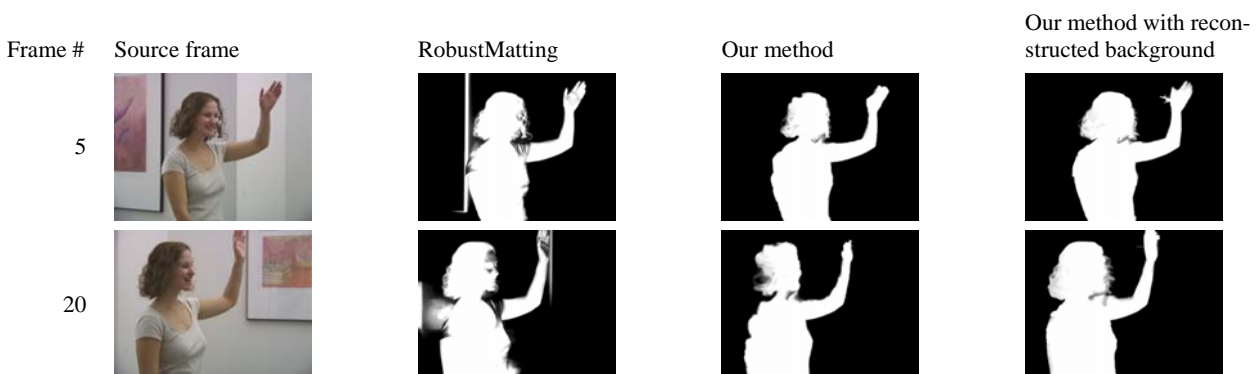 Frame #
Source frame
RobustMatting
Our method
Our method with recon-
structed background
5
20